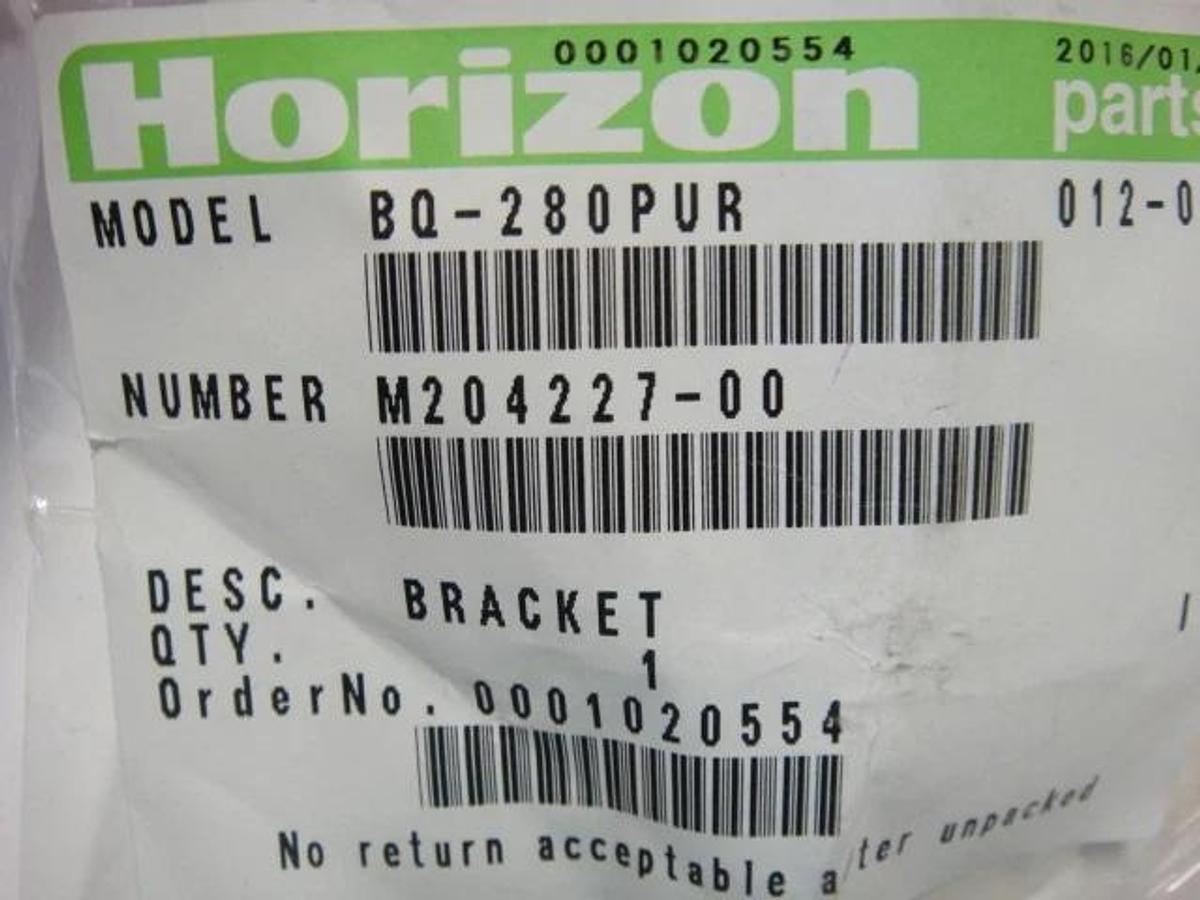 0001020554 2016/01
Horizon parts
MODEL BQ-280PUR 012-0
NUMBER M204227-00
DESC. BRACKET
QTY. 1
OrderNo. 0001020554
No return acceptable after unpacked